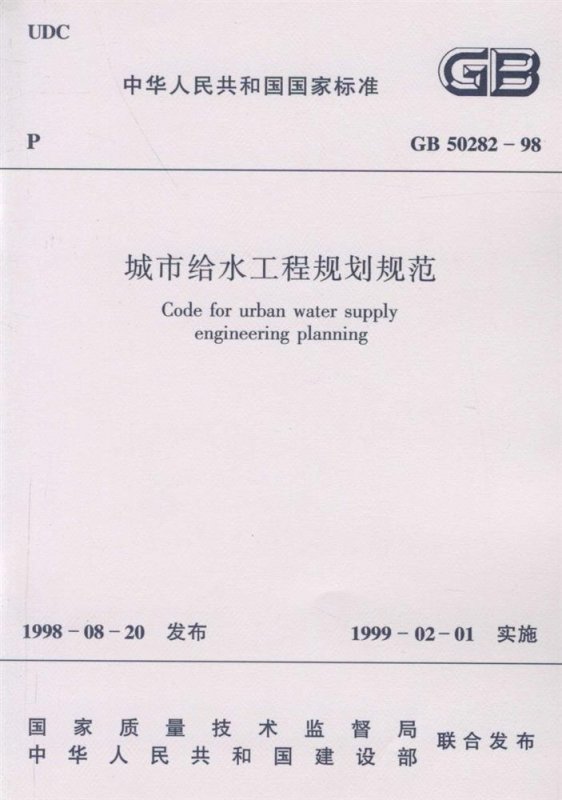 UDC
中华人民共和国国家标准
GB
P
GB 50282-98
城市给水工程规划规范
Code for urban water supply
engineering planning
1998-08-20 发布
1999-02-01 实施
国家质量技术监督局
中华人民共和国建设部
联合发布